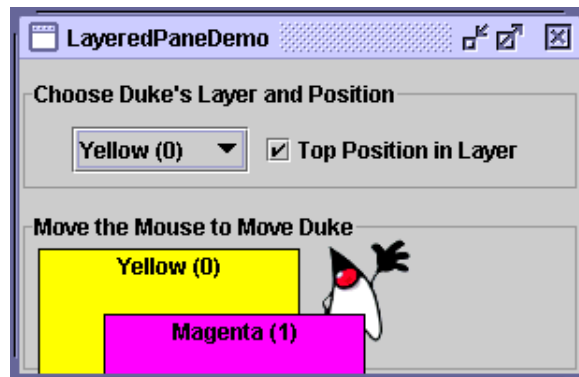 LayeredPaneDemo
Choose Duke's Layer and Position
Yellow (0) Top Position in Layer
Move the Mouse to Move Duke
Yellow (0)
Magenta (1)